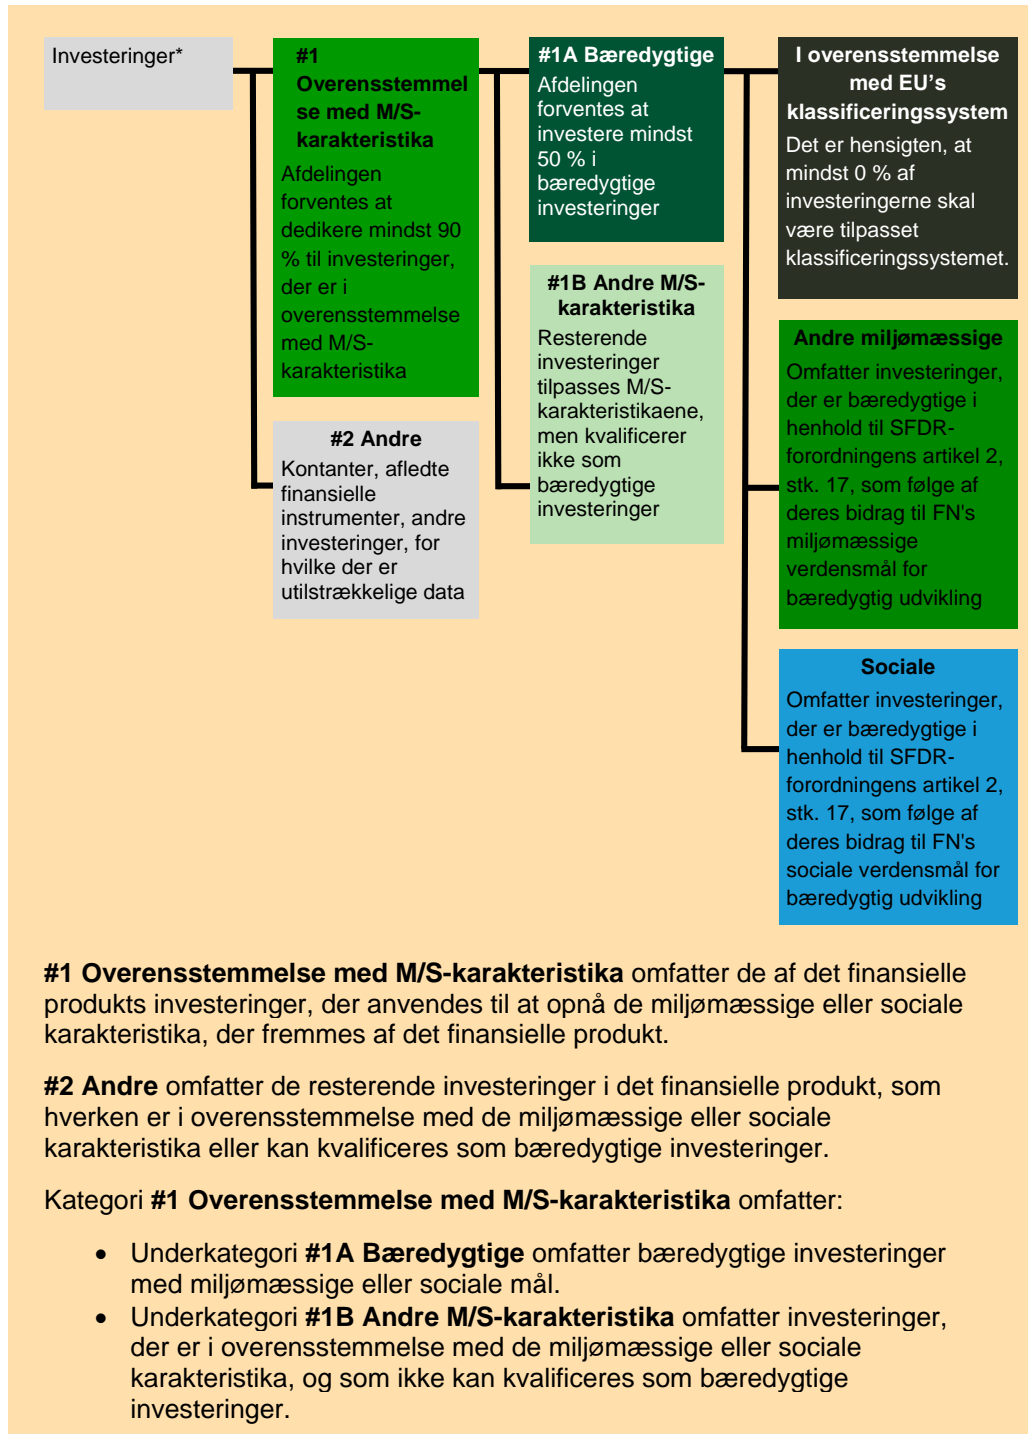 Investeringer*
#1
Overensstemmel
se med M/S-
karakteristika
Afdelingen
forventes at
dedikere mindst 90
% til investeringer,
der er i
overensstemmelse
med M/S-
karakteristika
#2 Andre
Kontanter, afledte
finansielle
instrumenter, andre
investeringer, for
hvilke der er
utilstrækkelige data
#1A Bæredygtige
Afdelingen
forventes at
investere mindst
50 % i
bæredygtige
investeringer
#1B Andre M/S-
karakteristika
Resterende
investeringer
tilpasses M/S-
karakteristikaene,
men kvalificerer
ikke som
bæredygtige
investeringer
I overensstemmelse
med EU's
klassificeringssystem
Det er hensigten, at
mindst 0 % af
investeringerne skal
være tilpasset
klassificeringssystemet.
Andre miljømæssige
Omfatter investeringer,
der er bæredygtige i
henhold til SFDR-
forordningens artikel 2,
stk. 17, som følge af
deres bidrag til FN's
miljømæssige
verdensmål for
bæredygtig udvikling
Sociale
Omfatter investeringer,
der er bæredygtige i
henhold til SFDR-
forordningens artikel 2,
stk. 17, som følge af
deres bidrag til FN's
sociale verdensmål for
bæredygtig udvikling
#1 Overensstemmelse med M/S-karakteristika omfatter de af det finansielle
produkts investeringer, der anvendes til at opnå de miljømæssige eller sociale
karakteristika, der fremmes af det finansielle produkt.
#2 Andre omfatter de resterende investeringer i det finansielle produkt, som
hverken er i overensstemmelse med de miljømæssige eller sociale
karakteristika eller kan kvalificeres som bæredygtige investeringer.
Kategori #1 Overensstemmelse med M/S-karakteristika omfatter:
• Underkategori #1A Bæredygtige omfatter bæredygtige investeringer
med miljømæssige eller sociale mål.
• Underkategori #1B Andre M/S-karakteristika omfatter investeringer,
der er i overensstemmelse med de miljømæssige eller sociale
karakteristika, og som ikke kan kvalificeres som bæredygtige
investeringer.